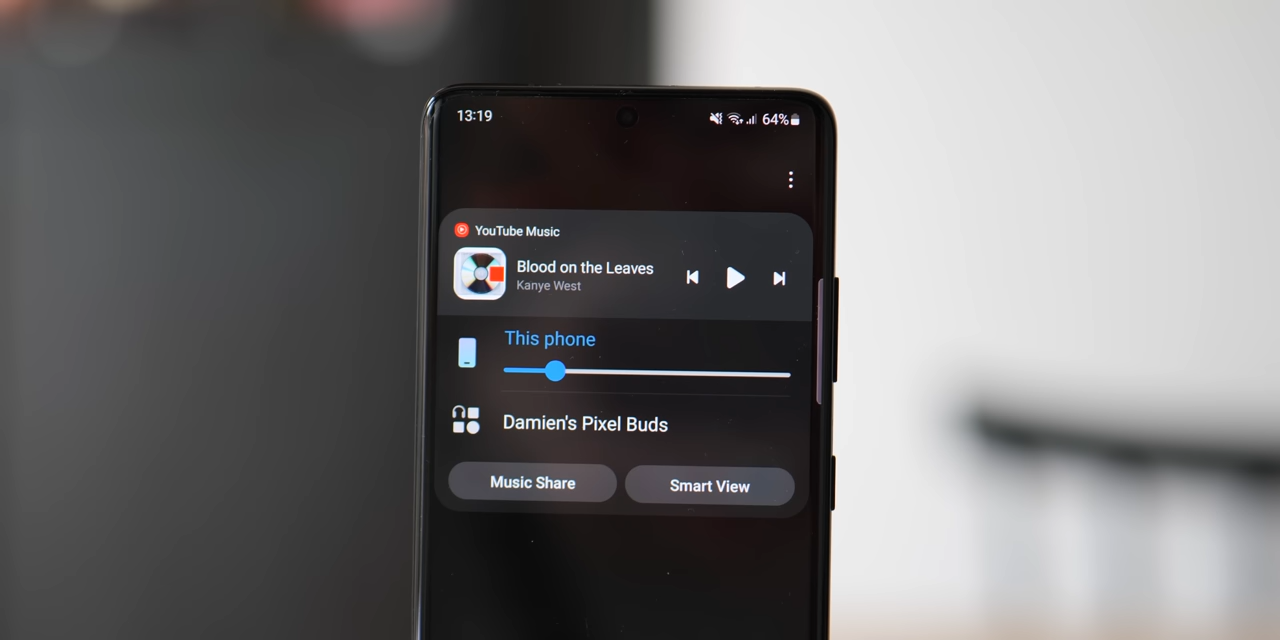 13:19 64%
YouTube Music
Blood on the Leaves
Kanye West
This phone
Damien's Pixel Buds
Music Share Smart View